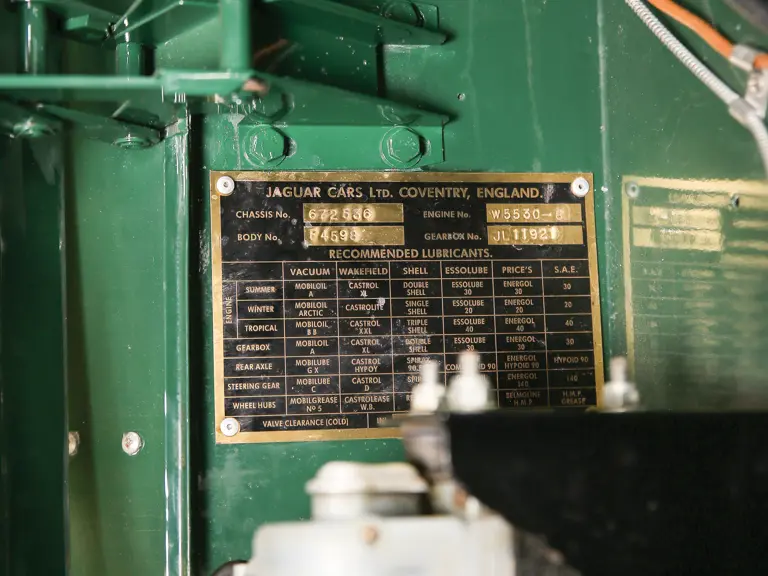 JAGUAR CARS LTD. COVENTRY, ENGLAND.
CHASSIS No. 672536 ENGINE No. W5530-8
BODY No. F4598 GEARBOX No. JL11921
RECOMMENDED LUBRICANTS.
VACUUM WAKEFIELD SHELL ESSOLUBE PRICE'S S.A.E.
ENGINE
SUMMER MOBILOIL A CASTROL XL DOUBLE SHELL ESSOLUBE 30 ENERGOL 30 30
WINTER MOBILOIL ARCTIC CASTROLITE SINGLE SHELL ESSOLUBE 20 ENERGOL 20 20
TROPICAL MOBILOIL BB CASTROL XXL TRIPLE SHELL ESSOLUBE 40 ENERGOL 40 40
GEARBOX MOBILOIL A CASTROL XL DOUBLE SHELL ESSOLUBE 30 ENERGOL 30 30
REAR AXLE MOBILUBE GX CASTROL HYPOY 90 ENERGOL HYPOID 90 HYPOID 90
STEERING GEAR MOBILUBE C CASTROL D ENERGOL 140 140
WHEEL HUBS MOBILGREASE No 5 CASTROLEASE W.B. BELMOLINE H.M.P. GREASE
VALVE CLEARANCE (COLD)